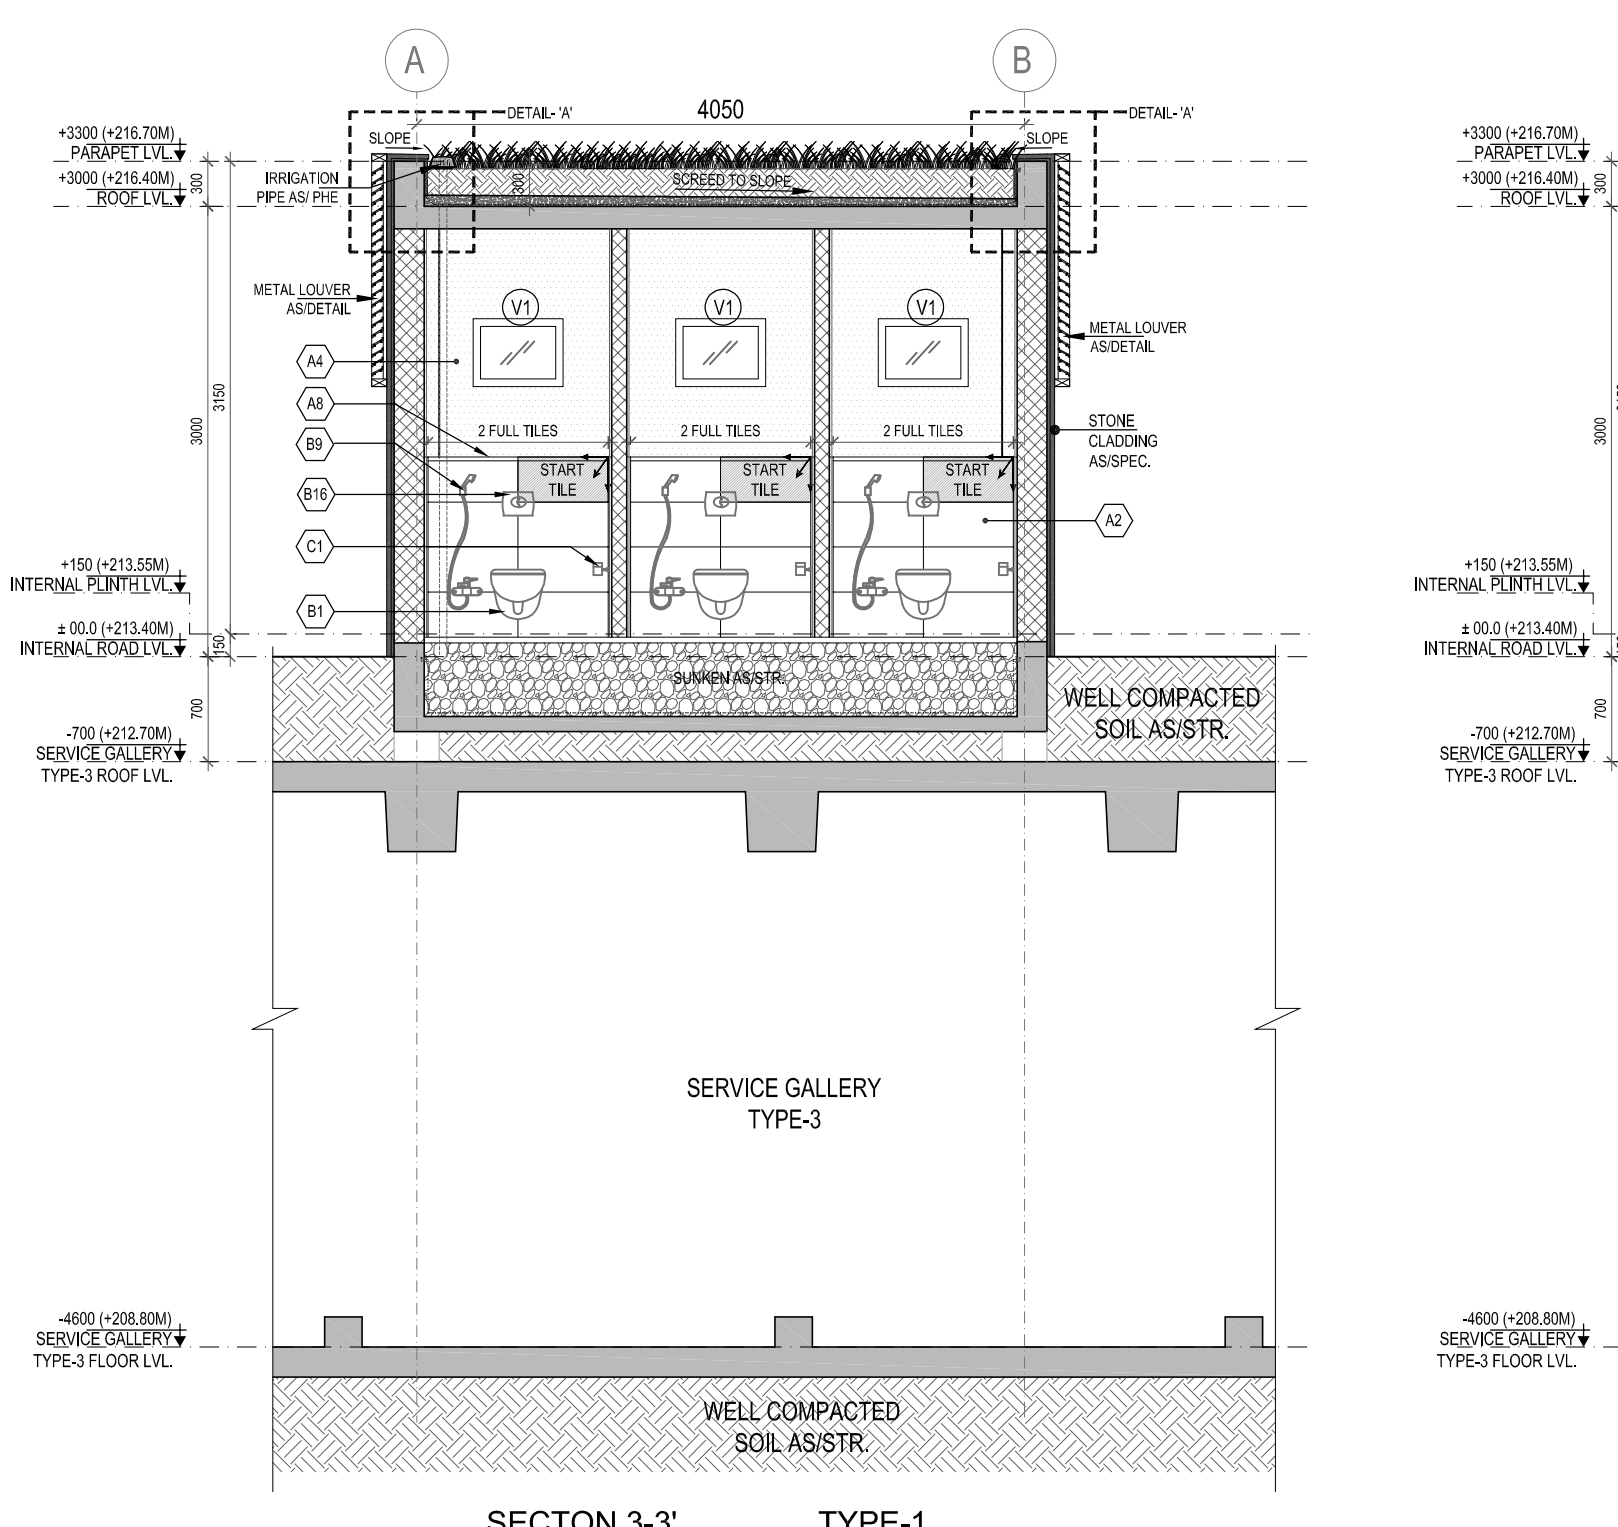 A
B
DETAIL- 'A'
4050
DETAIL- 'A'
SLOPE
SLOPE
+3300 (+216.70M)
PARAPET LVL.
+3000 (+216.40M)
ROOF LVL.
300
IRRIGATION
PIPE AS/ PHE
300
SCREED TO SLOPE
+3300 (+216.70M)
PARAPET LVL.
+3000 (+216.40M)
ROOF LVL.
300
METAL LOUVER
AS/DETAIL
V1
V1
V1
METAL LOUVER
AS/DETAIL
A4
A8
B9
B16
C1
B1
3000
3150
2 FULL TILES
2 FULL TILES
2 FULL TILES
STONE
CLADDING
AS/SPEC.
START
TILE
START
TILE
START
TILE
A2
3000
+150 (+213.55M)
INTERNAL PLINTH LVL.
± 00.0 (+213.40M)
INTERNAL ROAD LVL.
150
+150 (+213.55M)
INTERNAL PLINTH LVL.
± 00.0 (+213.40M)
INTERNAL ROAD LVL.
SUNKEN AS/STR.
WELL COMPACTED
SOIL AS/STR.
700
700
-700 (+212.70M)
SERVICE GALLERY
TYPE-3 ROOF LVL.
-700 (+212.70M)
SERVICE GALLERY
TYPE-3 ROOF LVL.
SERVICE GALLERY
TYPE-3
-4600 (+208.80M)
SERVICE GALLERY
TYPE-3 FLOOR LVL.
-4600 (+208.80M)
SERVICE GALLERY
TYPE-3 FLOOR LVL.
WELL COMPACTED
SOIL AS/STR.
SECTON 3-3' TYPE-1